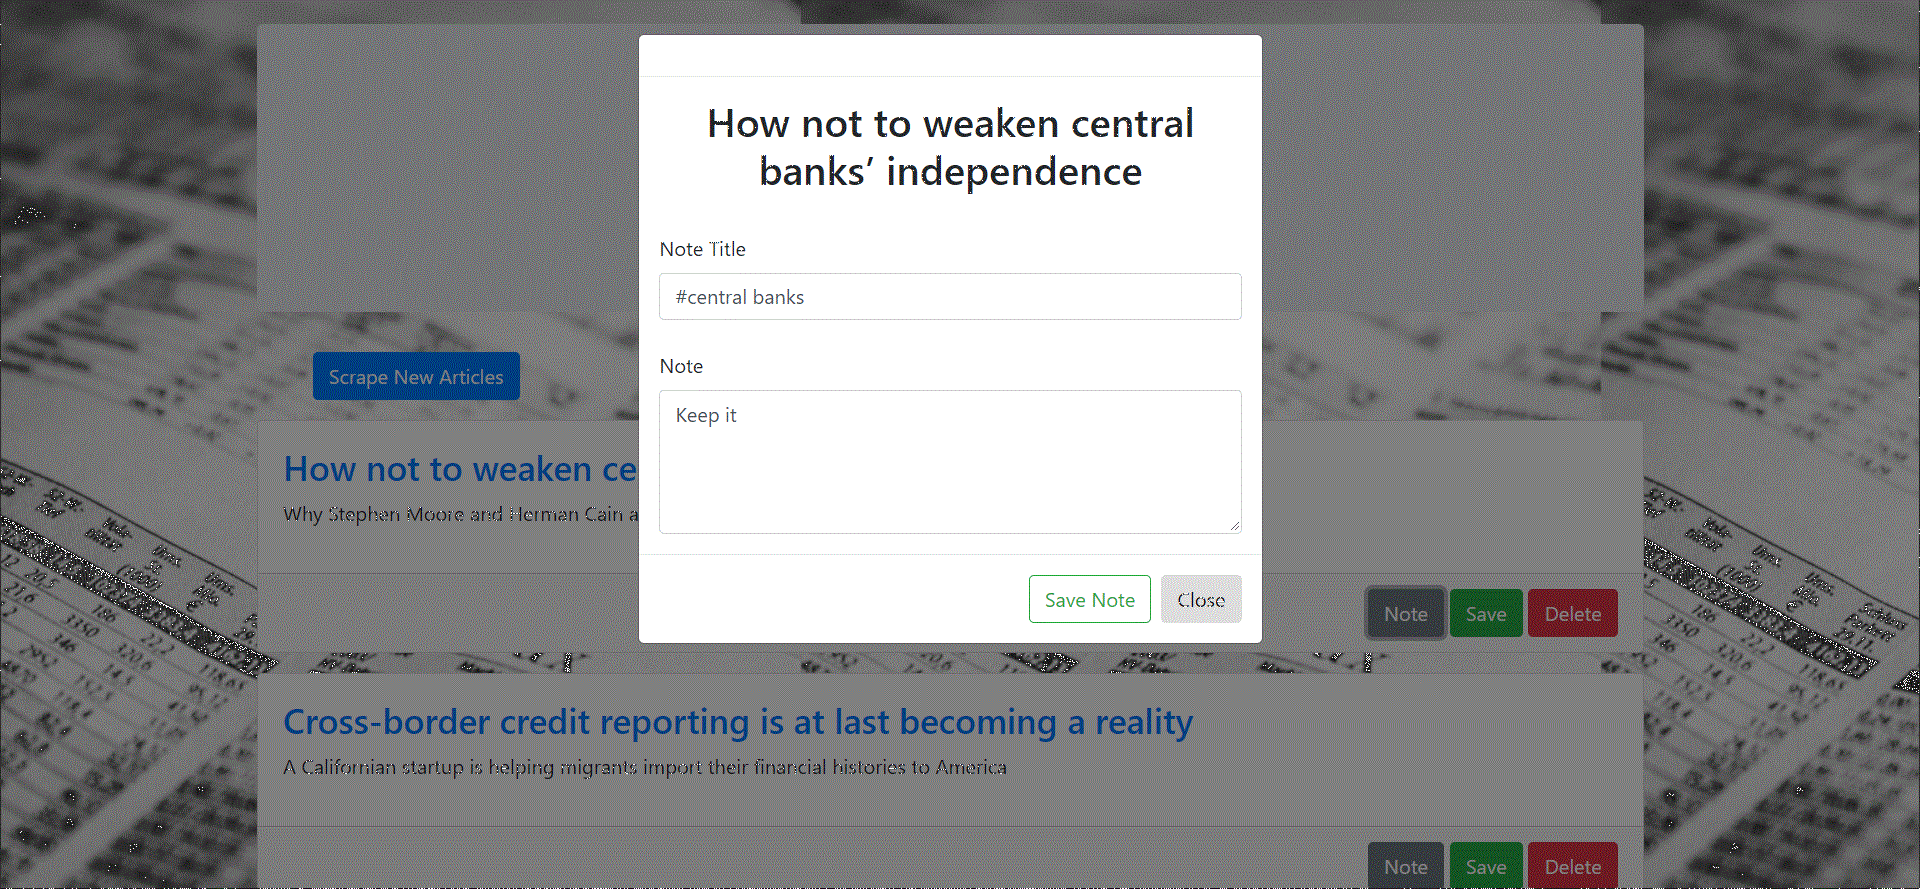 How not to weaken central
banks’ independence
Note Title
#central banks
Note
Keep it
Save Note Close
Scrape New Articles
How not to weaken ce
Why Stephen Moore and Herman Cain a
Note Save Delete
Cross-border credit reporting is at last becoming a reality
A Californian startup is helping migrants import their financial histories to America
Note Save Delete